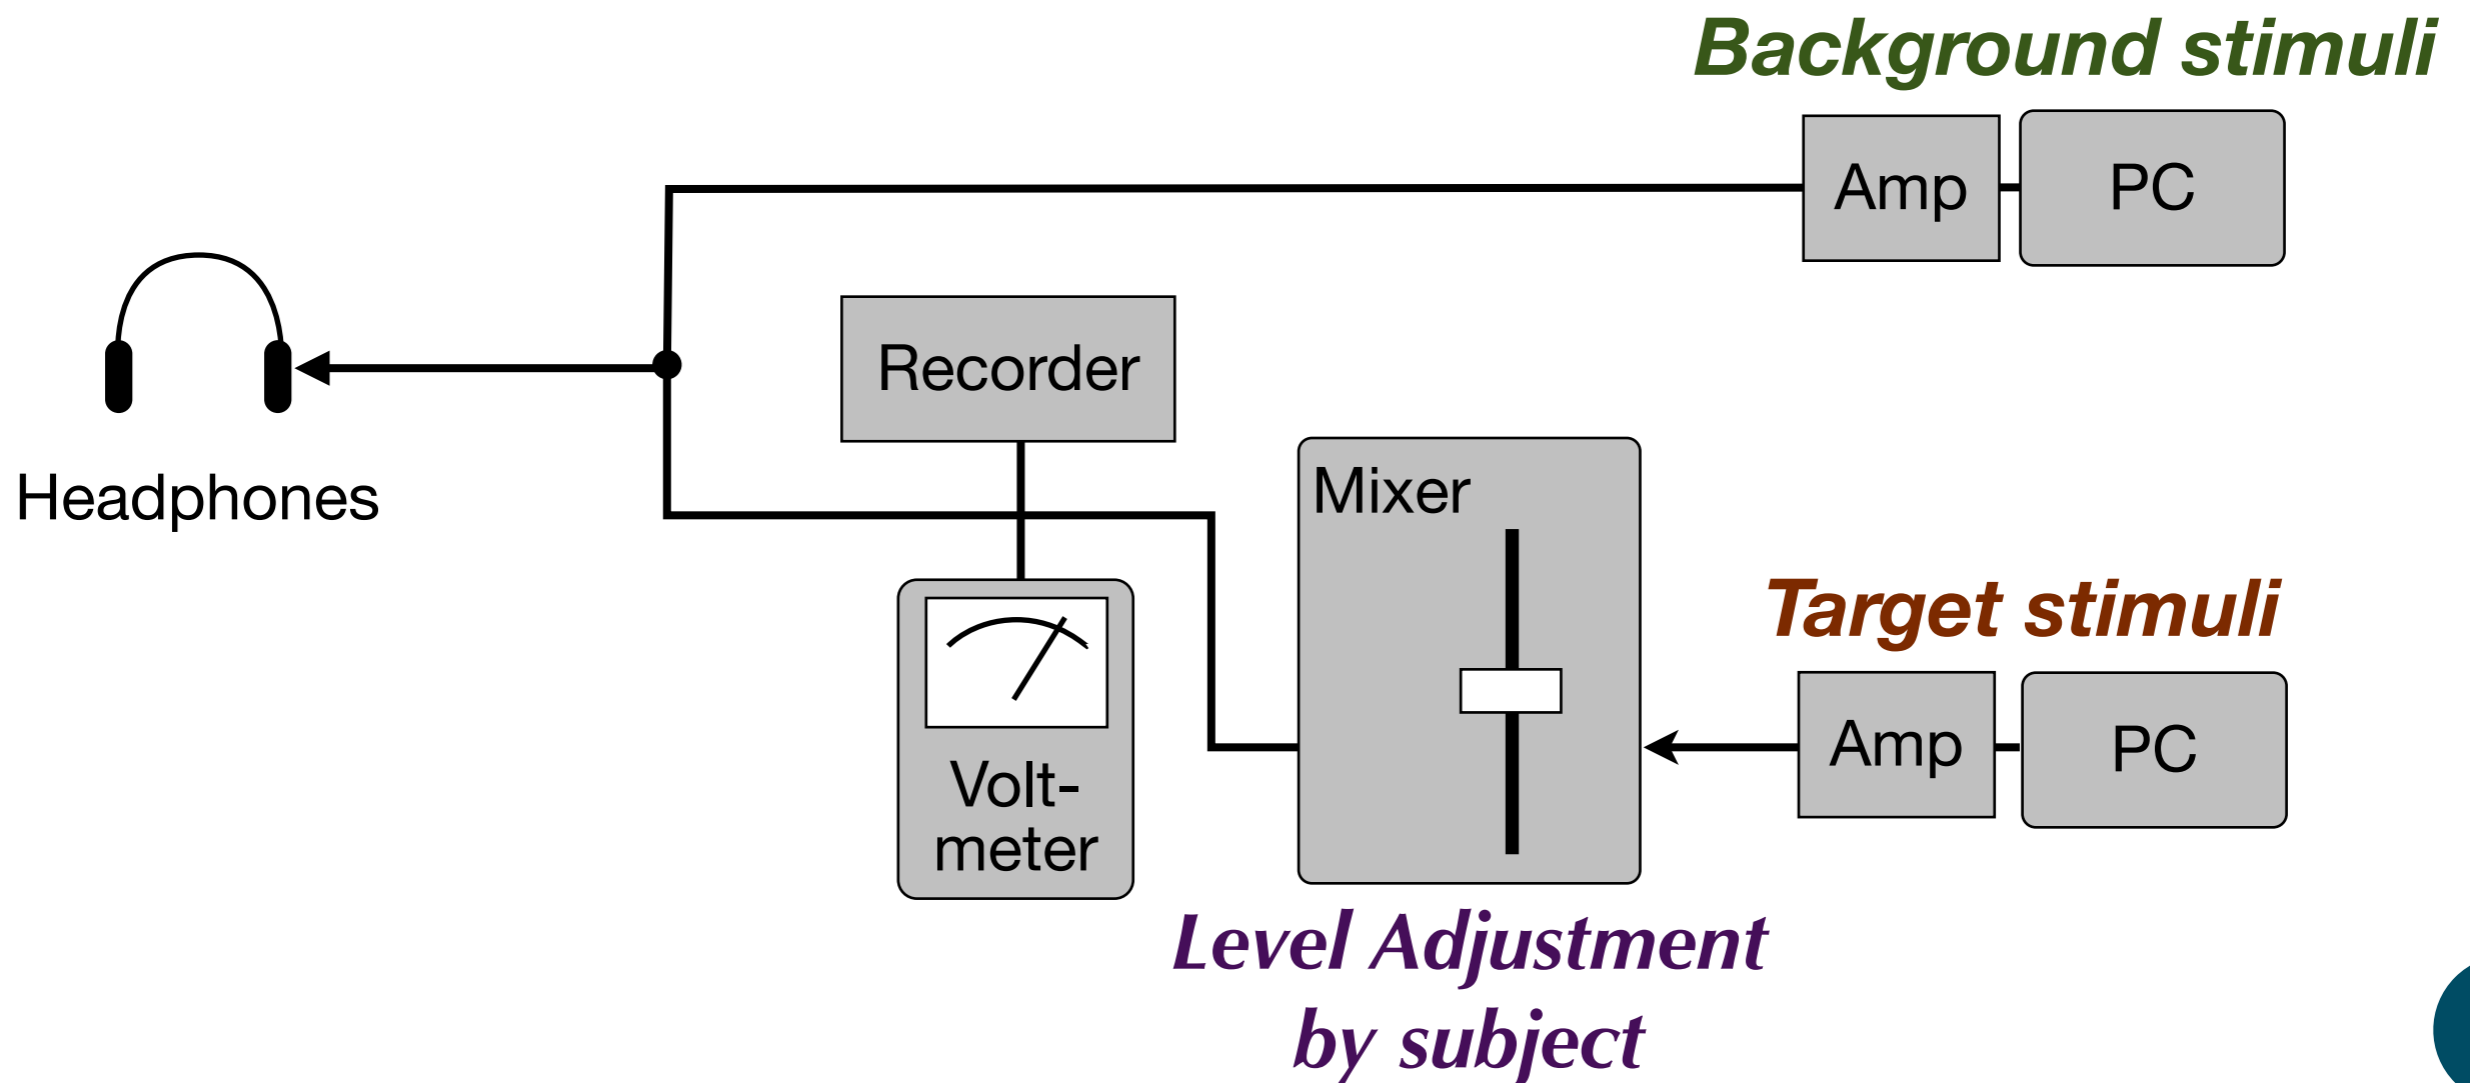 Background stimuli
Amp
PC
Recorder
Headphones
Mixer
Target stimuli
Amp
PC
Volt-
meter
Level Adjustment
by subject